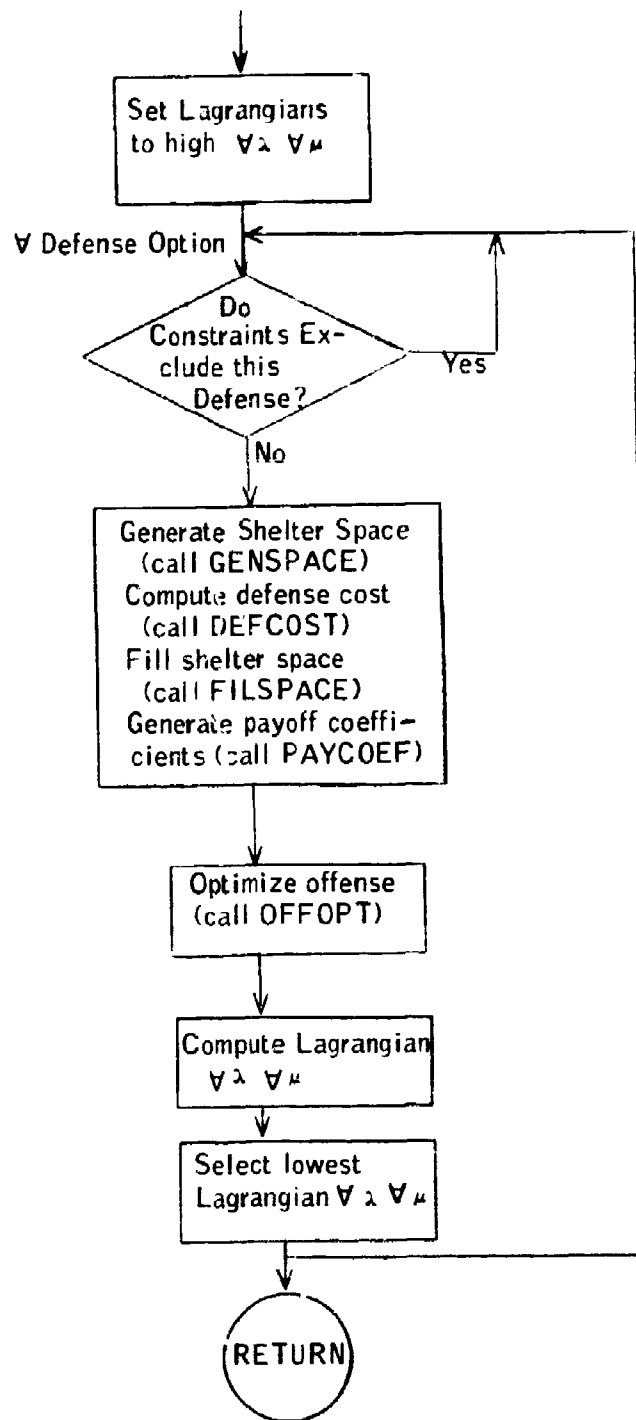 Set Lagrangians
to high ∀ λ ∀ μ
∀ Defense Option
Do
Constraints Ex-
clude this
Defense?
Yes
No
Generate Shelter Space
(call GENSPACE)
Compute defense cost
(call DEFCOST)
Fill shelter space
(call FILSPACE)
Generate payoff coeffi-
cients (call PAYCOEF)
Optimize offense
(call OFFOPT)
Compute Lagrangian
∀ λ ∀ μ
Select lowest
Lagrangian ∀ λ ∀ μ
RETURN